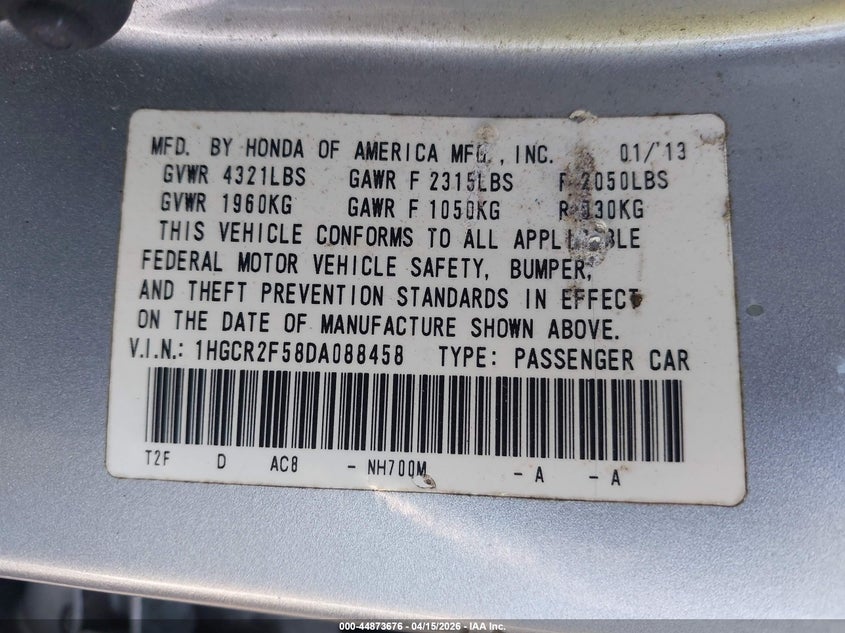 MFD. BY HONDA OF AMERICA MFG., INC. 01/'13
GVWR 4321LBS GAWR F 2315LBS R 2050LBS
GVWR 1960KG GAWR F 1050KG R 930KG
THIS VEHICLE CONFORMS TO ALL APPLICABLE
FEDERAL MOTOR VEHICLE SAFETY, BUMPER,
AND THEFT PREVENTION STANDARDS IN EFFECT
ON THE DATE OF MANUFACTURE SHOWN ABOVE.
V.I.N.: 1HGCR2F58DA088458 TYPE: PASSENGER CAR
T2F D AC8 - NH700M - A - A
000-44873676 - 04/15/2026 - IAA Inc.